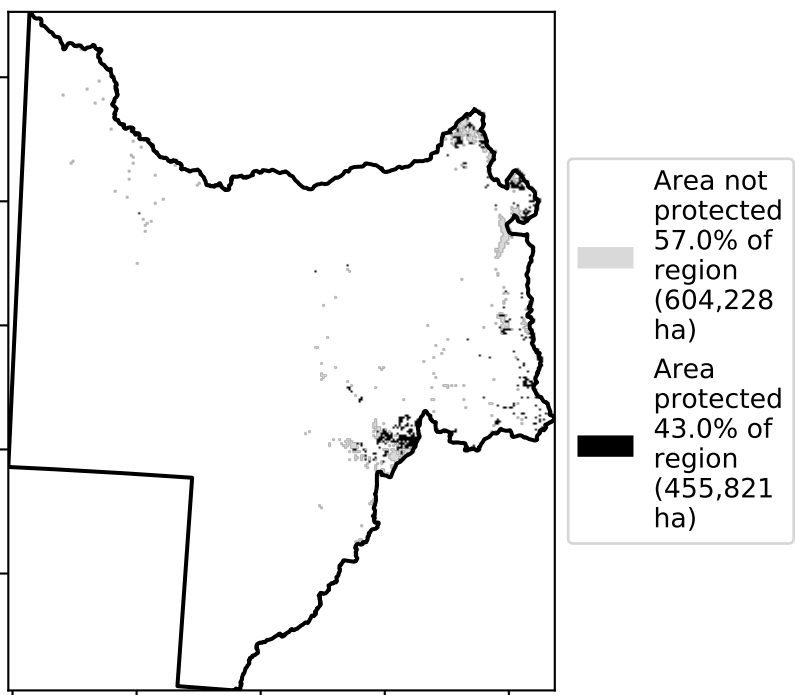 Area not
protected
57.0% of
region
(604,228
ha)
Area
protected
43.0% of
region
(455,821
ha)